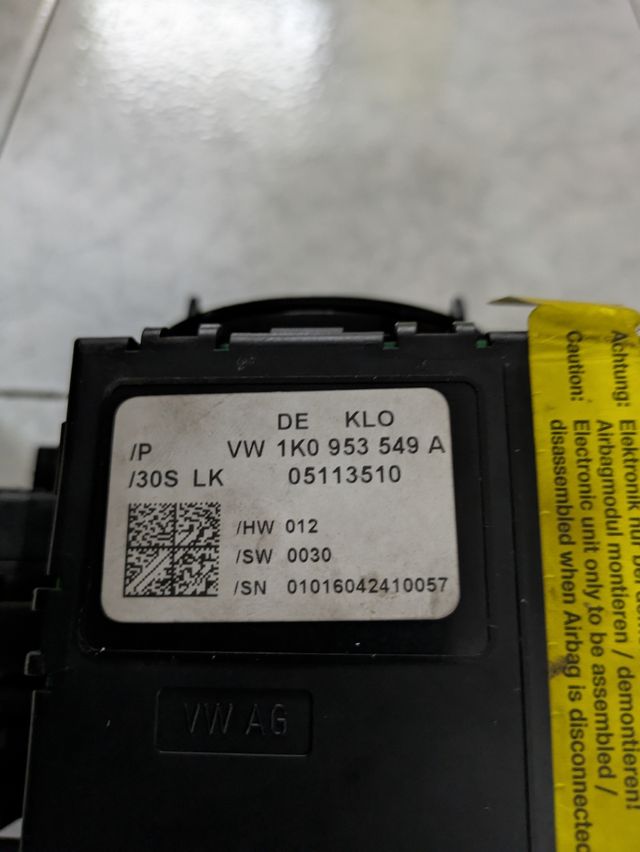 DE KLO
/P VW 1K0 953 549 A
/30S LK 05113510
/HW 012
/SW 0030
/SN 01016042410057
VW AG
Achtung: Elektronik nur
Airbagmodul montieren / demontieren!
Caution: Electronic unit only to be assembled /
disassembled when Airbag is disconnected